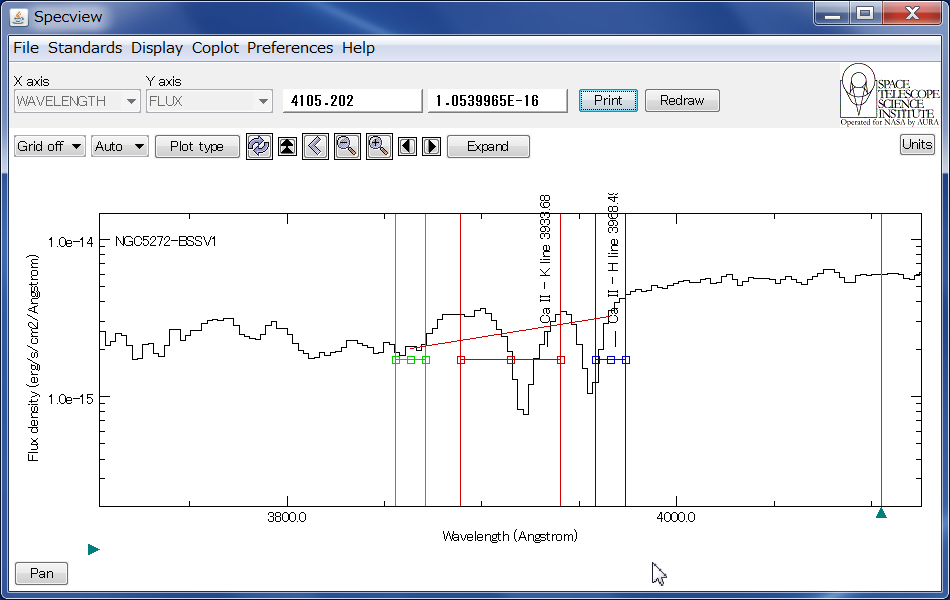 Specview
File Standards Display Coplot Preferences Help
X axis
Y axis
WAVELENGTH
FLUX
4105.202
1.0539965E-16
Print
Redraw
SPACE
TELESCOPE
SCIENCE
INSTITUTE
Operated for NASA by AURA
Grid off
Auto
Plot type
Expand
Units
Ca II - K line 3933.68
Ca II - H line 3968.49
NGC5272-BSSV1
1.0e-14
1.0e-15
Flux density (erg/s/cm2/Angstrom)
3800.0
4000.0
Wavelength (Angstrom)
Pan